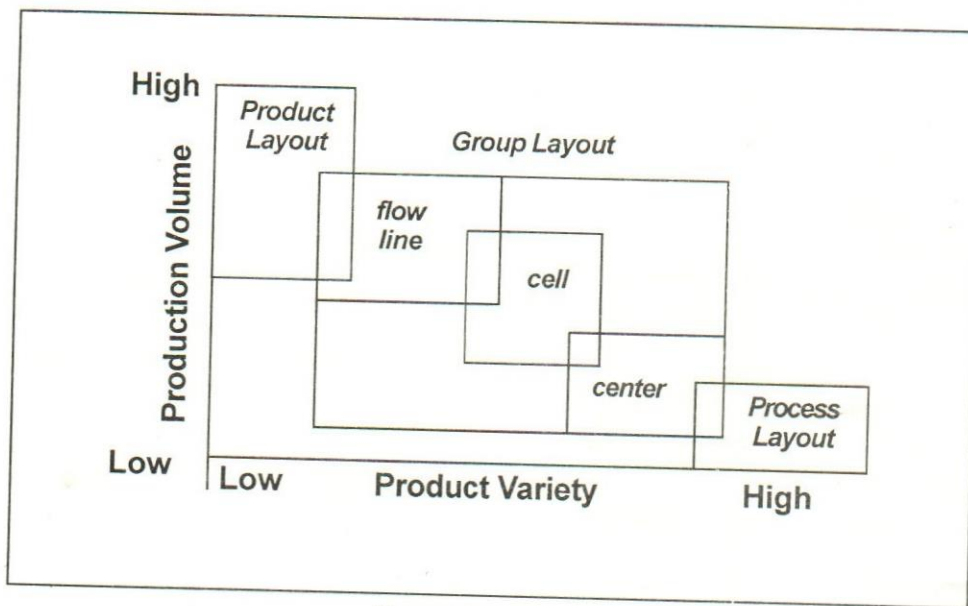 High
Product
Layout
Group Layout
flow
line
cell
center
Process
Layout
Production Volume
Low
Low
Product Variety
High